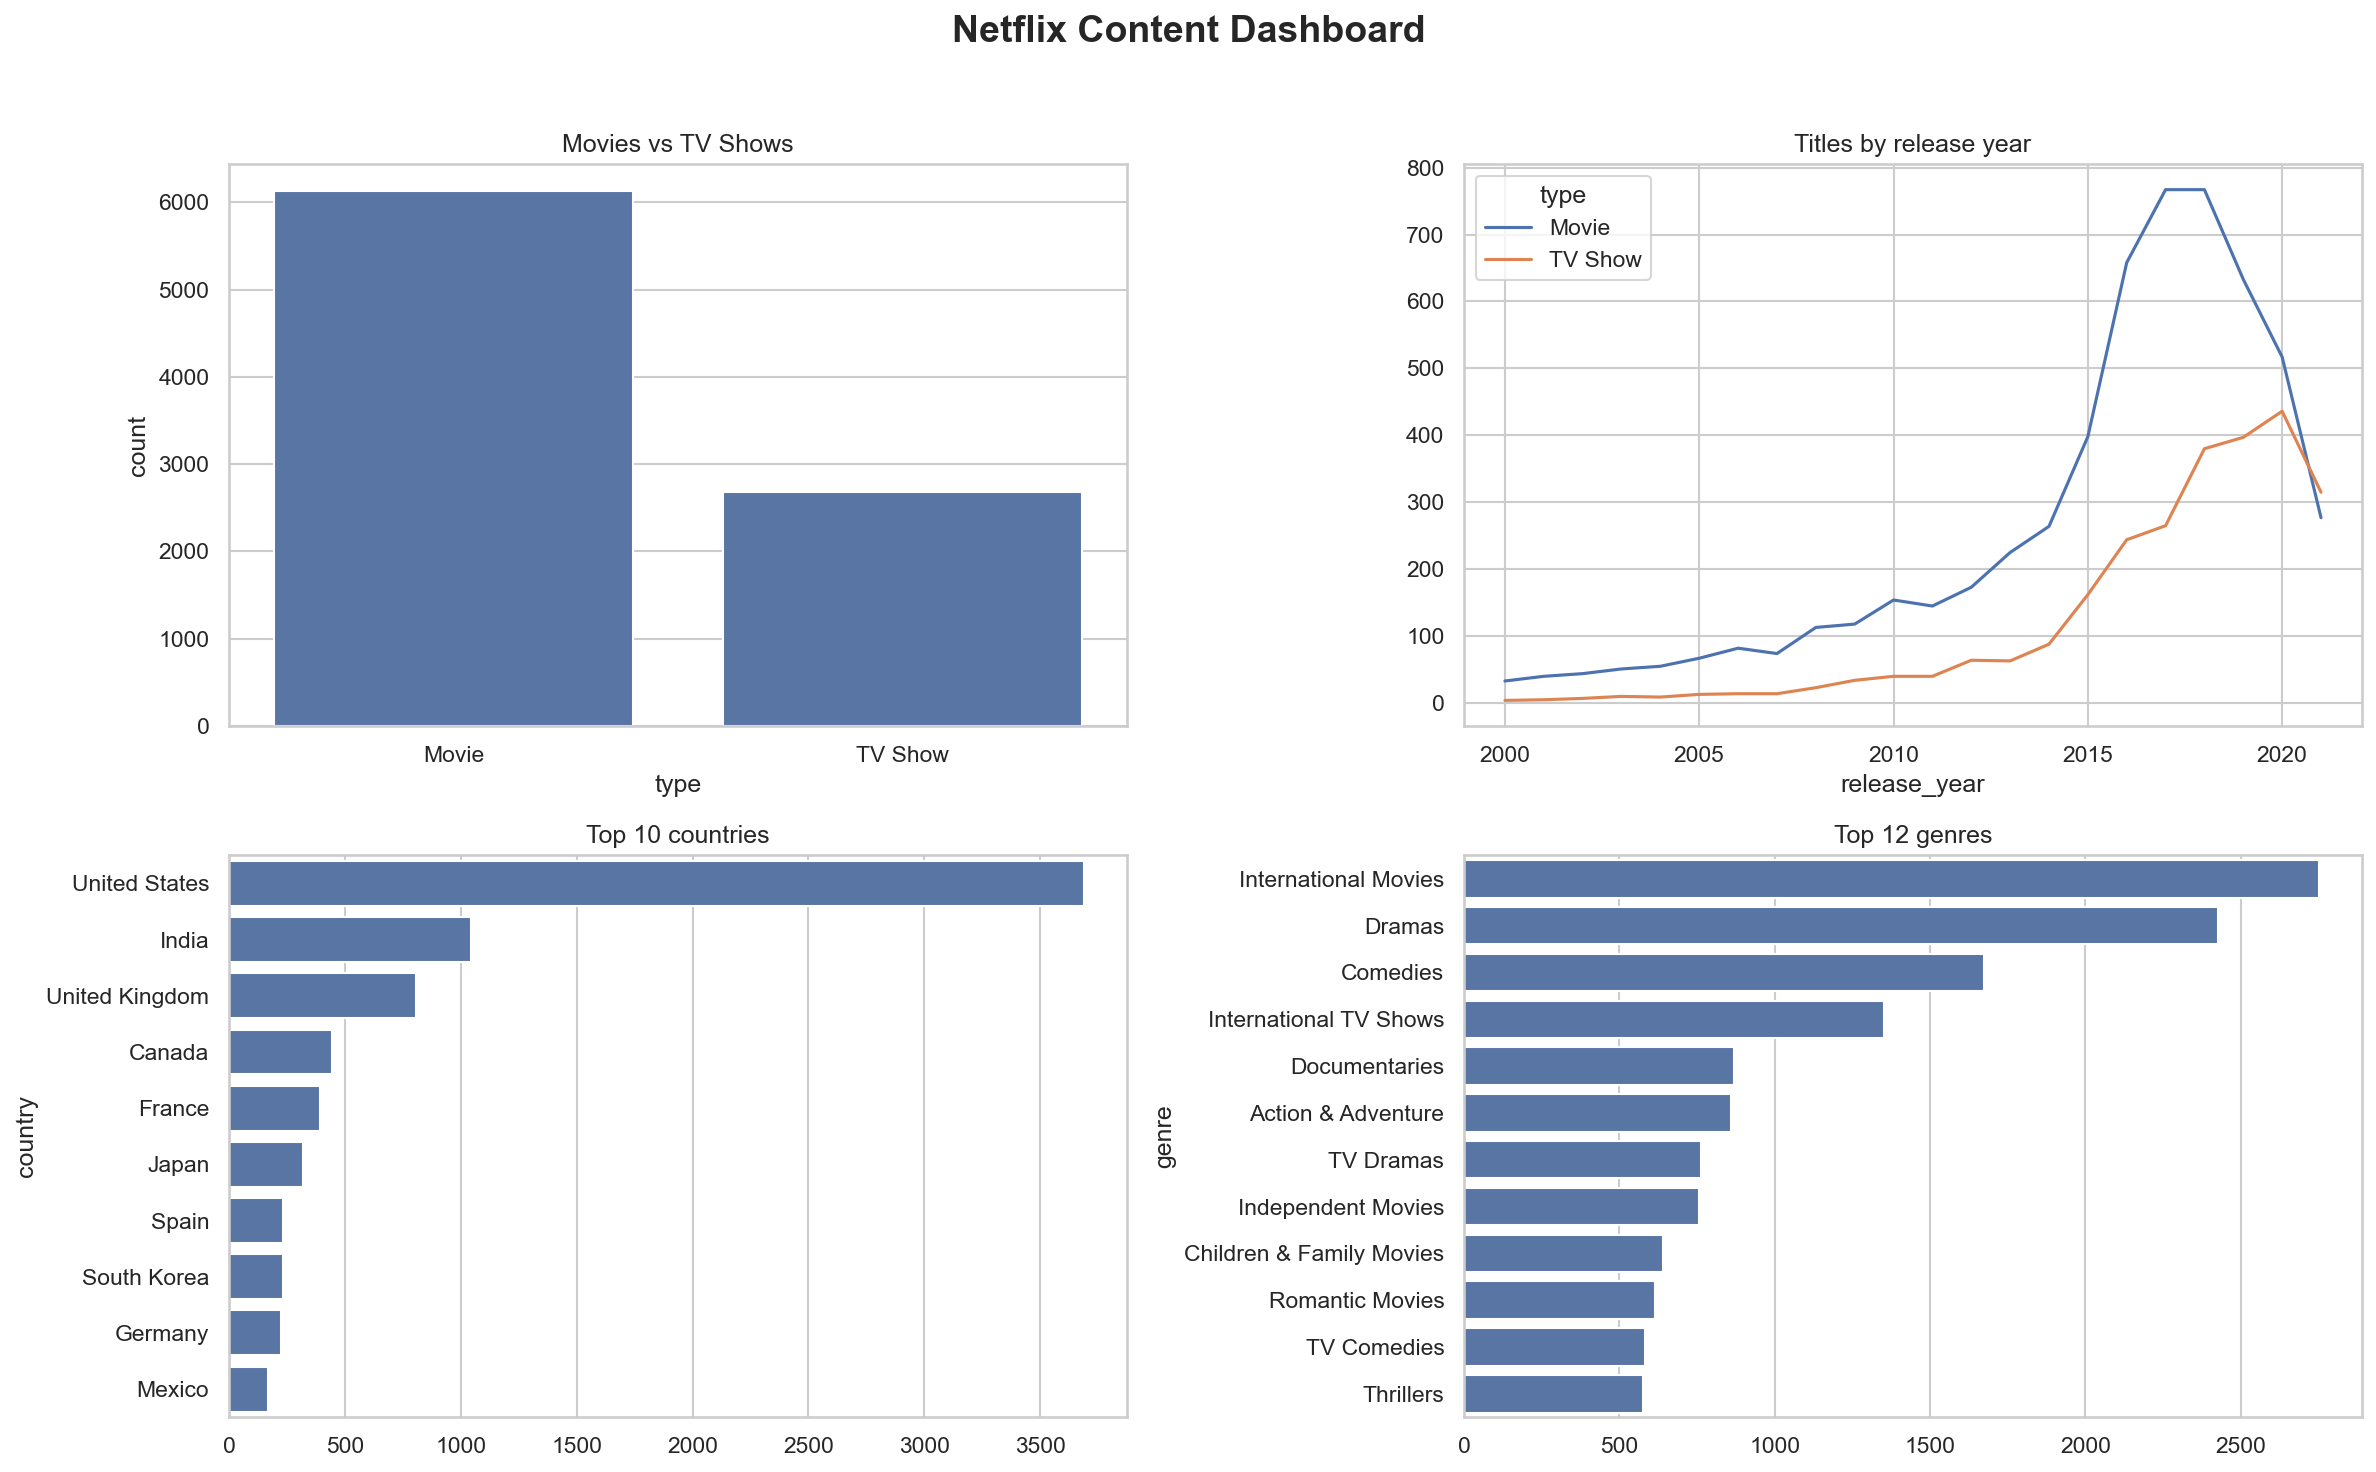 Netflix Content Dashboard
Movies vs TV Shows
6000
5000
4000
3000
2000
1000
0
count
Movie
TV Show
type
Titles by release year
type
Movie
TV Show
800
700
600
500
400
300
200
100
0
2000
2005
2010
2015
2020
release_year
Top 10 countries
country
United States
India
United Kingdom
Canada
France
Japan
Spain
South Korea
Germany
Mexico
0
500
1000
1500
2000
2500
3000
3500
Top 12 genres
genre
International Movies
Dramas
Comedies
International TV Shows
Documentaries
Action & Adventure
TV Dramas
Independent Movies
Children & Family Movies
Romantic Movies
TV Comedies
Thrillers
0
500
1000
1500
2000
2500